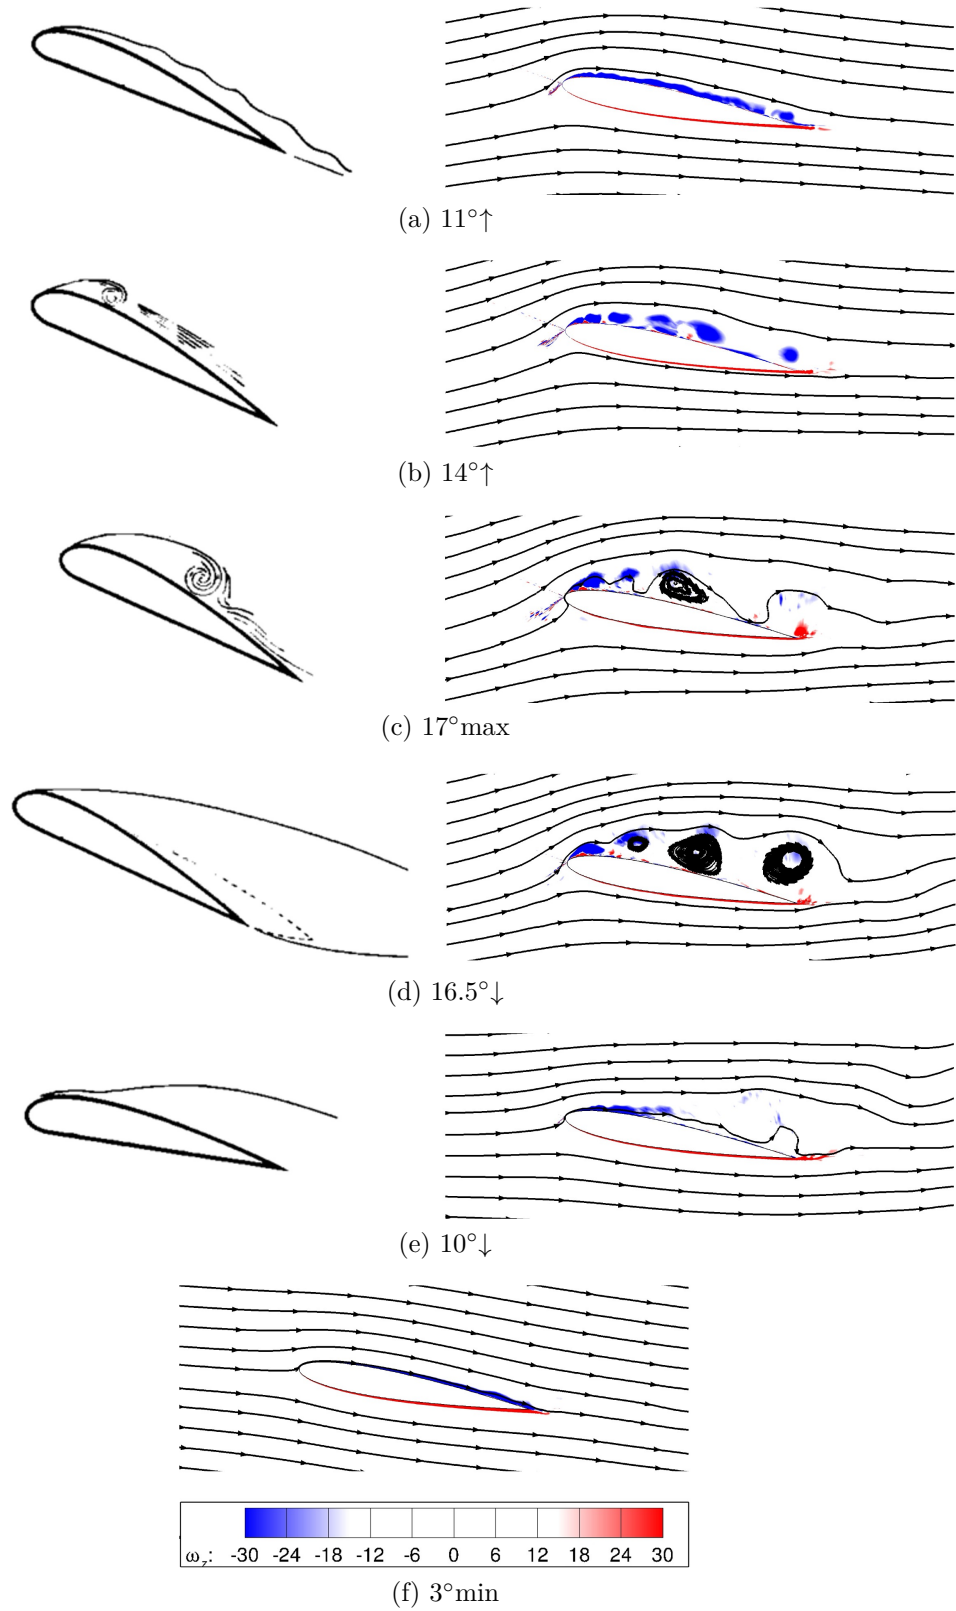 (a) 11°↑
(b) 14°↑
(c) 17°max
(d) 16.5°↓
(e) 10°↓
ω_z: -30 -24 -18 -12 -6 0 6 12 18 24 30
(f) 3°min